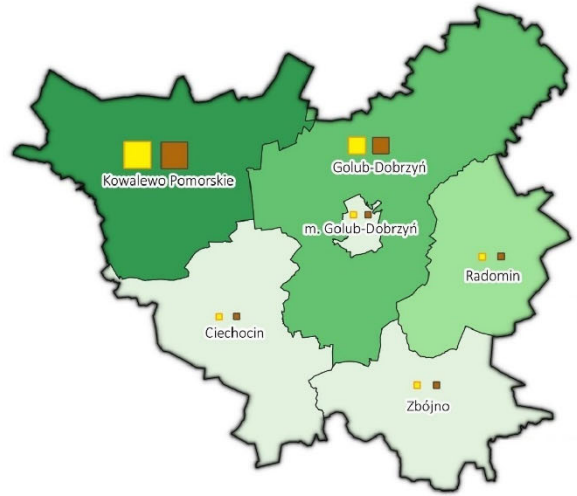 Kowalewo Pomorskie
Golub-Dobrzyń
m. Golub-Dobrzyń
Radomin
Ciechocin
Zbójno